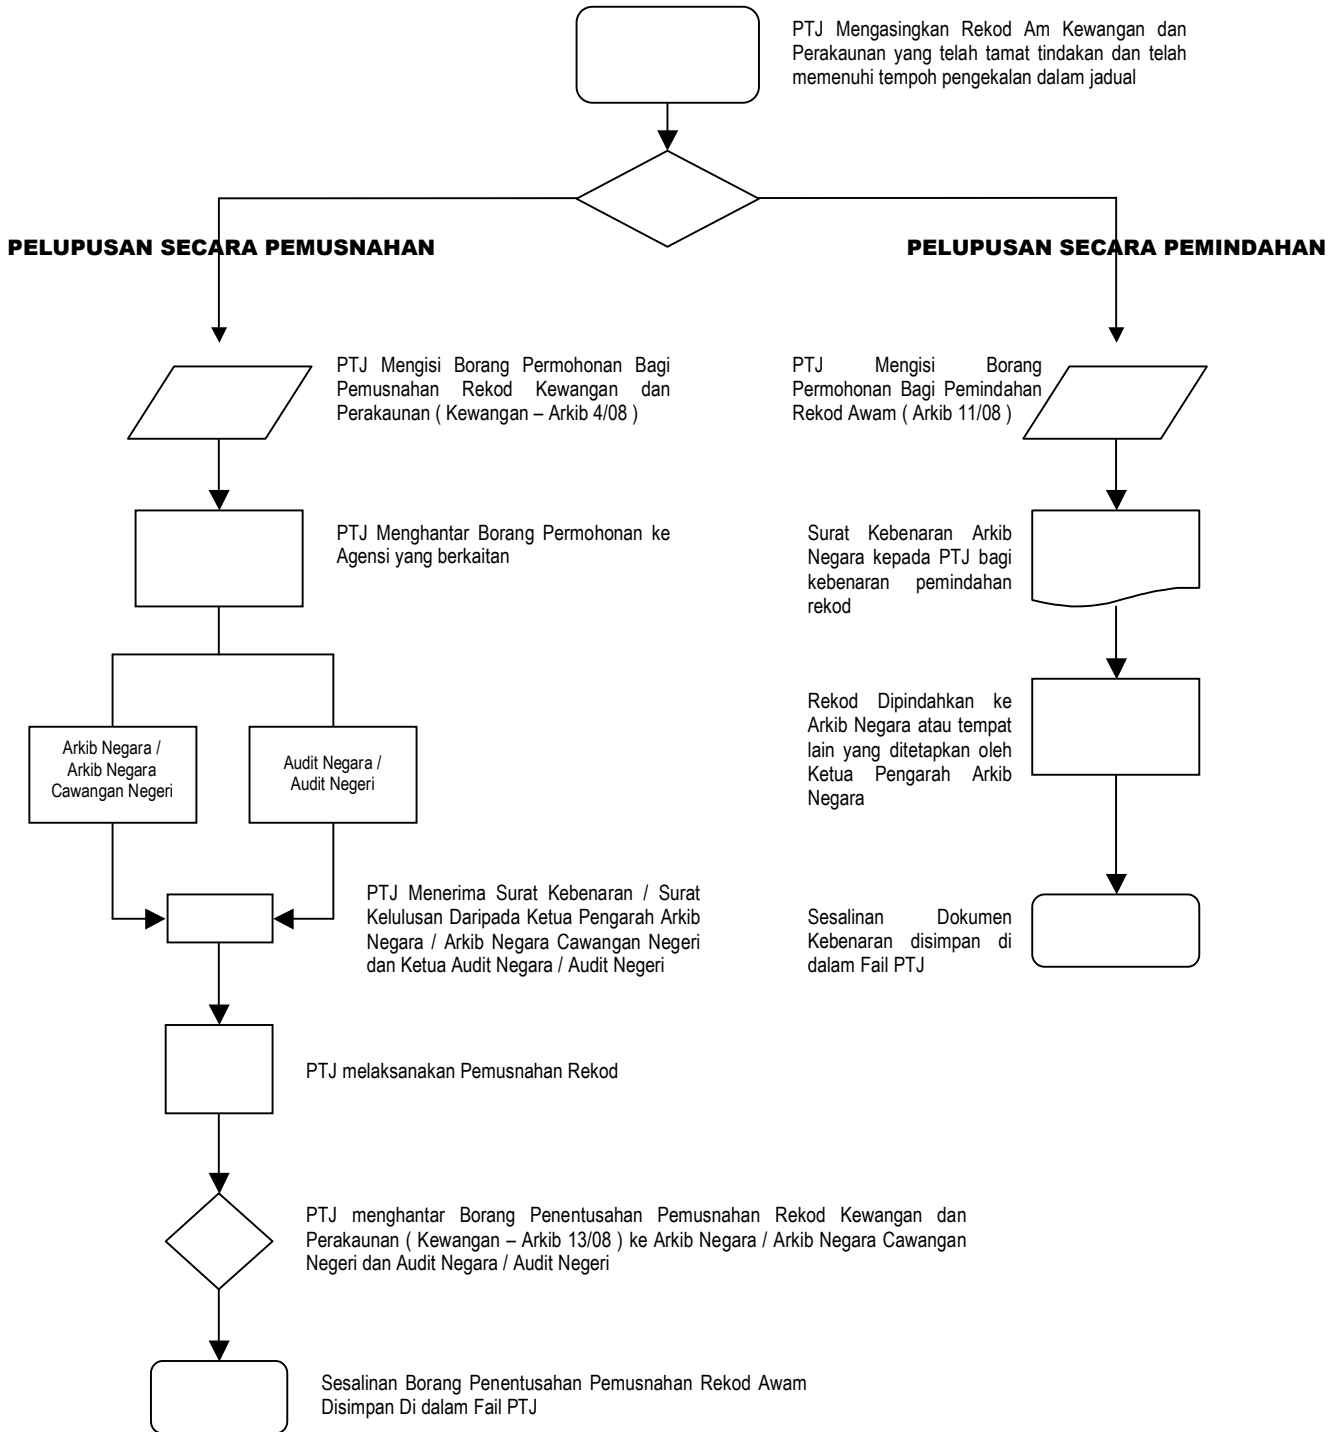 PTJ Mengasingkan Rekod Am Kewangan dan
Perakaunan yang telah tamat tindakan dan telah
memenuhi tempoh pengekalan dalam jadual
PELUPUSAN SECARA PEMUSNAHAN
PELUPUSAN SECARA PEMINDAHAN
PTJ Mengisi Borang Permohonan Bagi
Pemusnahan Rekod Kewangan dan
Perakaunan ( Kewangan – Arkib 4/08 )
PTJ Mengisi Borang
Permohonan Bagi Pemindahan
Rekod Awam ( Arkib 11/08 )
PTJ Menghantar Borang Permohonan ke
Agensi yang berkaitan
Surat Kebenaran Arkib
Negara kepada PTJ bagi
kebenaran pemindahan
rekod
Arkib Negara /
Arkib Negara
Cawangan Negeri
Audit Negara /
Audit Negeri
Rekod Dipindahkan ke
Arkib Negara atau tempat
lain yang ditetapkan oleh
Ketua Pengarah Arkib
Negara
PTJ Menerima Surat Kebenaran / Surat
Kelulusan Daripada Ketua Pengarah Arkib
Negara / Arkib Negara Cawangan Negeri
dan Ketua Audit Negara / Audit Negeri
Sesalinan Dokumen
Kebenaran disimpan di
dalam Fail PTJ
PTJ melaksanakan Pemusnahan Rekod
PTJ menghantar Borang Penentusahan Pemusnahan Rekod Kewangan dan
Perakaunan ( Kewangan – Arkib 13/08 ) ke Arkib Negara / Arkib Negara Cawangan
Negeri dan Audit Negara / Audit Negeri
Sesalinan Borang Penentusahan Pemusnahan Rekod Awam
Disimpan Di dalam Fail PTJ